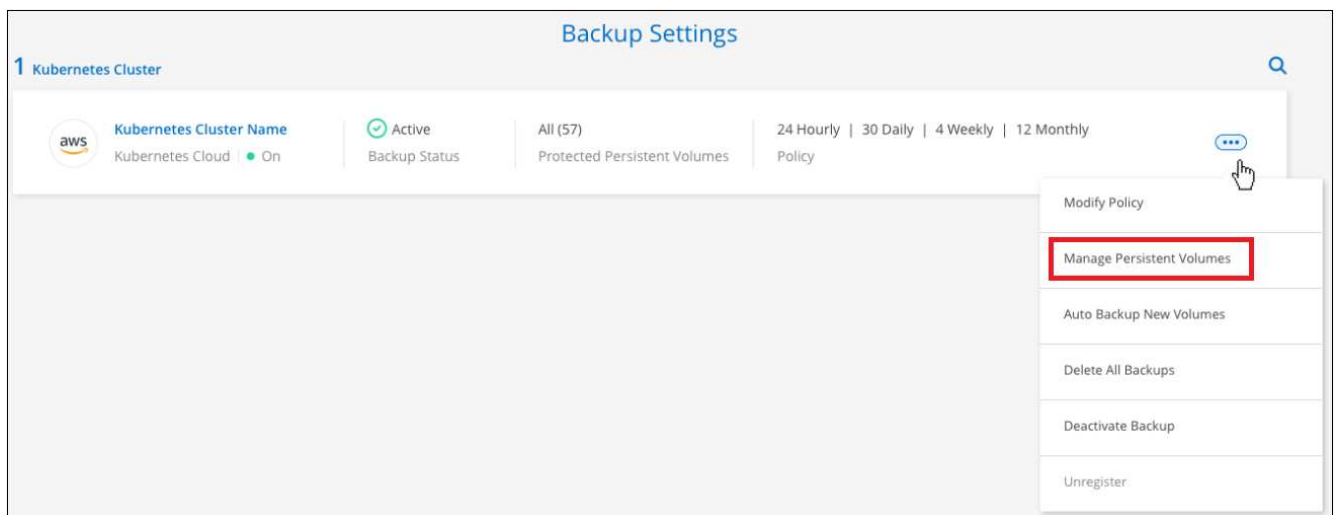 Backup Settings
1 Kubernetes Cluster
aws
Kubernetes Cluster Name
Kubernetes Cloud | On
Active
Backup Status
All (57)
Protected Persistent Volumes
24 Hourly | 30 Daily | 4 Weekly | 12 Monthly
Policy
Modify Policy
Manage Persistent Volumes
Auto Backup New Volumes
Delete All Backups
Deactivate Backup
Unregister